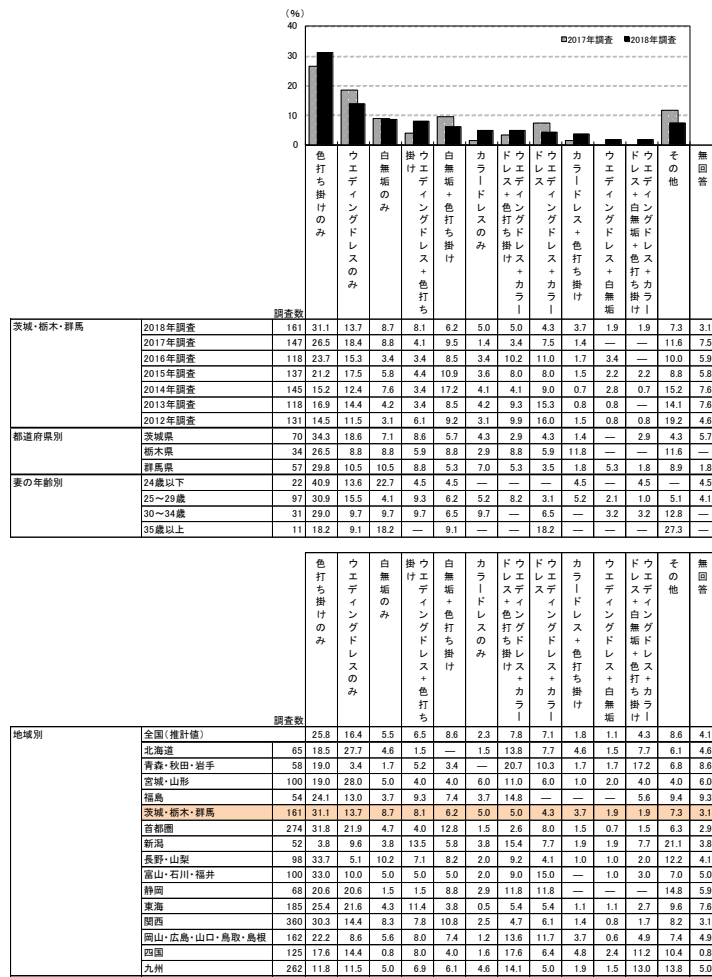 (%)
40
30
20
10
0
2017年調査 2018年調査
調査数 色打ち掛けのみ ウエディングドレスのみ 白無垢のみ ウエディングドレス+色打ち掛け 白無垢+色打ち掛け カラードレスのみ ウエディングドレス+カラードレス+色打ち掛け ウエディングドレス+カラードレス カラードレス+色打ち掛け ウエディングドレス+白無垢 ウエディングドレス+カラードレス+白無垢+色打ち掛け その他 無回答
茨城・栃木・群馬 2018年調査 161 31.1 13.7 8.7 8.1 6.2 5.0 5.0 4.3 3.7 1.9 1.9 7.3 3.1
2017年調査 147 26.5 18.4 8.8 4.1 9.5 1.4 3.4 7.5 1.4 — — 11.6 7.5
2016年調査 118 23.7 15.3 3.4 3.4 8.5 3.4 10.2 11.0 1.7 3.4 — 10.0 5.9
2015年調査 137 21.2 17.5 5.8 4.4 10.9 3.6 8.0 8.0 1.5 2.2 2.2 8.8 5.8
2014年調査 145 15.2 12.4 7.6 3.4 17.2 4.1 4.1 9.0 0.7 2.8 0.7 15.2 7.6
2013年調査 118 16.9 14.4 4.2 3.4 8.5 4.2 9.3 15.3 0.8 0.8 — 14.1 7.6
2012年調査 131 14.5 11.5 3.1 6.1 9.2 3.1 9.9 16.0 1.5 0.8 0.8 19.2 4.6
都道府県別 茨城県 70 34.3 18.6 7.1 8.6 5.7 4.3 2.9 4.3 1.4 — 2.9 4.3 5.7
栃木県 34 26.5 8.8 8.8 5.9 8.8 2.9 8.8 5.9 11.8 — — 11.6 —
群馬県 57 29.8 10.5 10.5 8.8 5.3 7.0 5.3 3.5 1.8 5.3 1.8 8.9 1.8
妻の年齢別 24歳以下 22 40.9 13.6 22.7 4.5 4.5 — — — 4.5 — 4.5 — 4.5
25～29歳 97 30.9 15.5 4.1 9.3 6.2 5.2 8.2 3.1 5.2 2.1 1.0 5.1 4.1
30～34歳 31 29.0 9.7 9.7 9.7 6.5 9.7 — 6.5 — 3.2 3.2 12.8 —
35歳以上 11 18.2 9.1 18.2 — 9.1 — — 18.2 — — — 27.3 —
調査数 色打ち掛けのみ ウエディングドレスのみ 白無垢のみ ウエディングドレス+色打ち掛け 白無垢+色打ち掛け カラードレスのみ ウエディングドレス+カラードレス+色打ち掛け ウエディングドレス+カラードレス カラードレス+色打ち掛け ウエディングドレス+白無垢 ウエディングドレス+カラードレス+白無垢+色打ち掛け その他 無回答
地域別 全国(推計値) 25.8 16.4 5.5 6.5 8.6 2.3 7.8 7.1 1.8 1.1 4.3 8.6 4.1
北海道 65 18.5 27.7 4.6 1.5 — 1.5 13.8 7.7 4.6 1.5 7.7 6.1 4.6
青森・秋田・岩手 58 19.0 3.4 1.7 5.2 3.4 — 20.7 10.3 1.7 1.7 17.2 6.8 8.6
宮城・山形 100 19.0 28.0 5.0 4.0 4.0 6.0 11.0 6.0 1.0 2.0 4.0 4.0 6.0
福島 54 24.1 13.0 3.7 9.3 7.4 3.7 14.8 — — — 5.6 9.4 9.3
茨城・栃木・群馬 161 31.1 13.7 8.7 8.1 6.2 5.0 5.0 4.3 3.7 1.9 1.9 7.3 3.1
首都圏 274 31.8 21.9 4.7 4.0 12.8 1.5 2.6 8.0 1.5 0.7 1.5 6.3 2.9
新潟 52 3.8 9.6 3.8 13.5 5.8 3.8 15.4 7.7 1.9 1.9 7.7 21.1 3.8
長野・山梨 98 33.7 5.1 10.2 7.1 8.2 2.0 9.2 4.1 1.0 1.0 2.0 12.2 4.1
富山・石川・福井 100 33.0 10.0 5.0 5.0 5.0 2.0 9.0 15.0 — 1.0 3.0 7.0 5.0
静岡 68 20.6 20.6 1.5 1.5 8.8 2.9 11.8 11.8 — — — 14.8 5.9
東海 185 25.4 21.6 4.3 11.4 3.8 0.5 5.4 5.4 1.1 1.1 2.7 9.6 7.6
関西 360 30.3 14.4 8.3 7.8 10.8 2.5 4.7 6.1 1.4 0.8 1.7 8.2 3.1
岡山・広島・山口・鳥取・島根 162 22.2 8.6 5.6 8.0 7.4 1.2 13.6 11.7 3.7 0.6 4.9 7.4 4.9
四国 125 17.6 14.4 0.8 8.0 4.0 1.6 17.6 6.4 4.8 2.4 11.2 10.4 0.8
九州 262 11.8 11.5 5.0 6.9 6.1 4.6 14.1 5.0 1.9 1.5 13.0 13.8 5.0